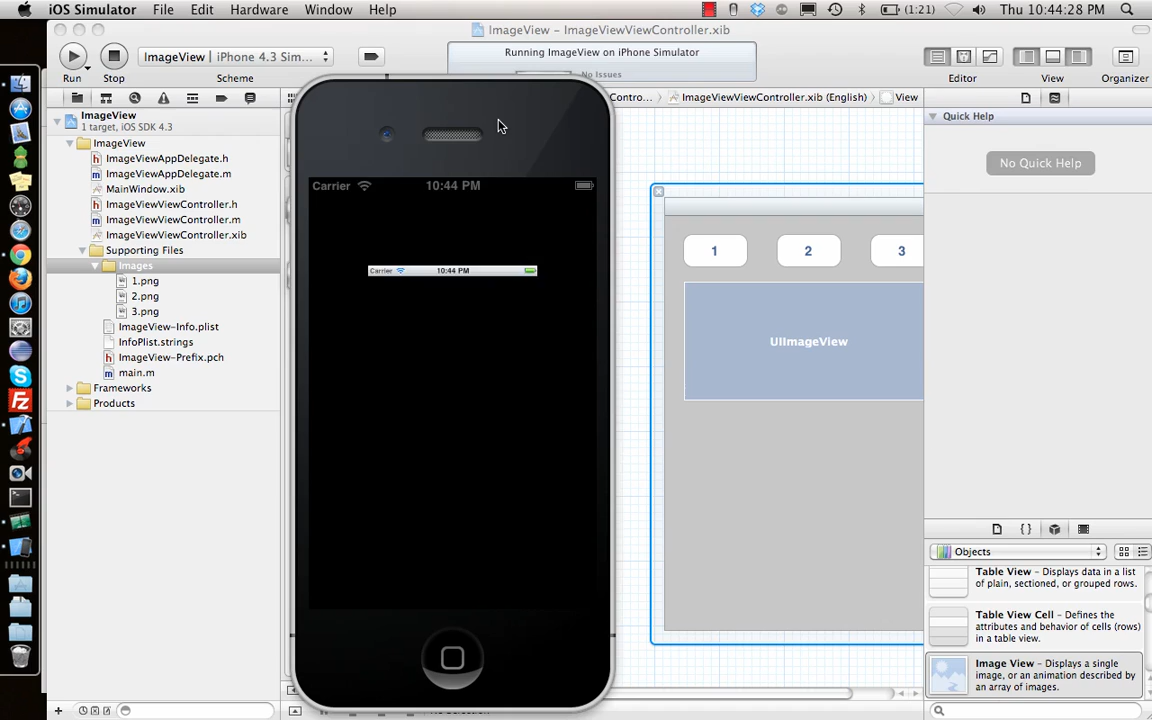 iOS Simulator File Edit Hardware Window Help (1:21) Thu 10:44:28 PM
ImageView – ImageViewViewController.xib
Run Stop
ImageView | iPhone 4.3 Sim...
Scheme
Running ImageView on iPhone Simulator
No Issues
Editor View Organizer
Contro... ImageViewViewController.xib (English) View
ImageView
1 target, iOS SDK 4.3
ImageView
ImageViewAppDelegate.h
ImageViewAppDelegate.m
MainWindow.xib
ImageViewViewController.h
ImageViewViewController.m
ImageViewViewController.xib
Supporting Files
Images
1.png
2.png
3.png
ImageView-Info.plist
InfoPlist.strings
ImageView-Prefix.pch
main.m
Frameworks
Products
Carrier 10:44 PM
Carrier 10:44 PM
1 2 3
UIImageView
Quick Help
No Quick Help
Objects
Table View – Displays data in a list
of plain, sectioned, or grouped rows.
Table View Cell – Defines the
attributes and behavior of cells (rows)
in a table view.
Image View – Displays a single
image, or an animation described by
an array of images.